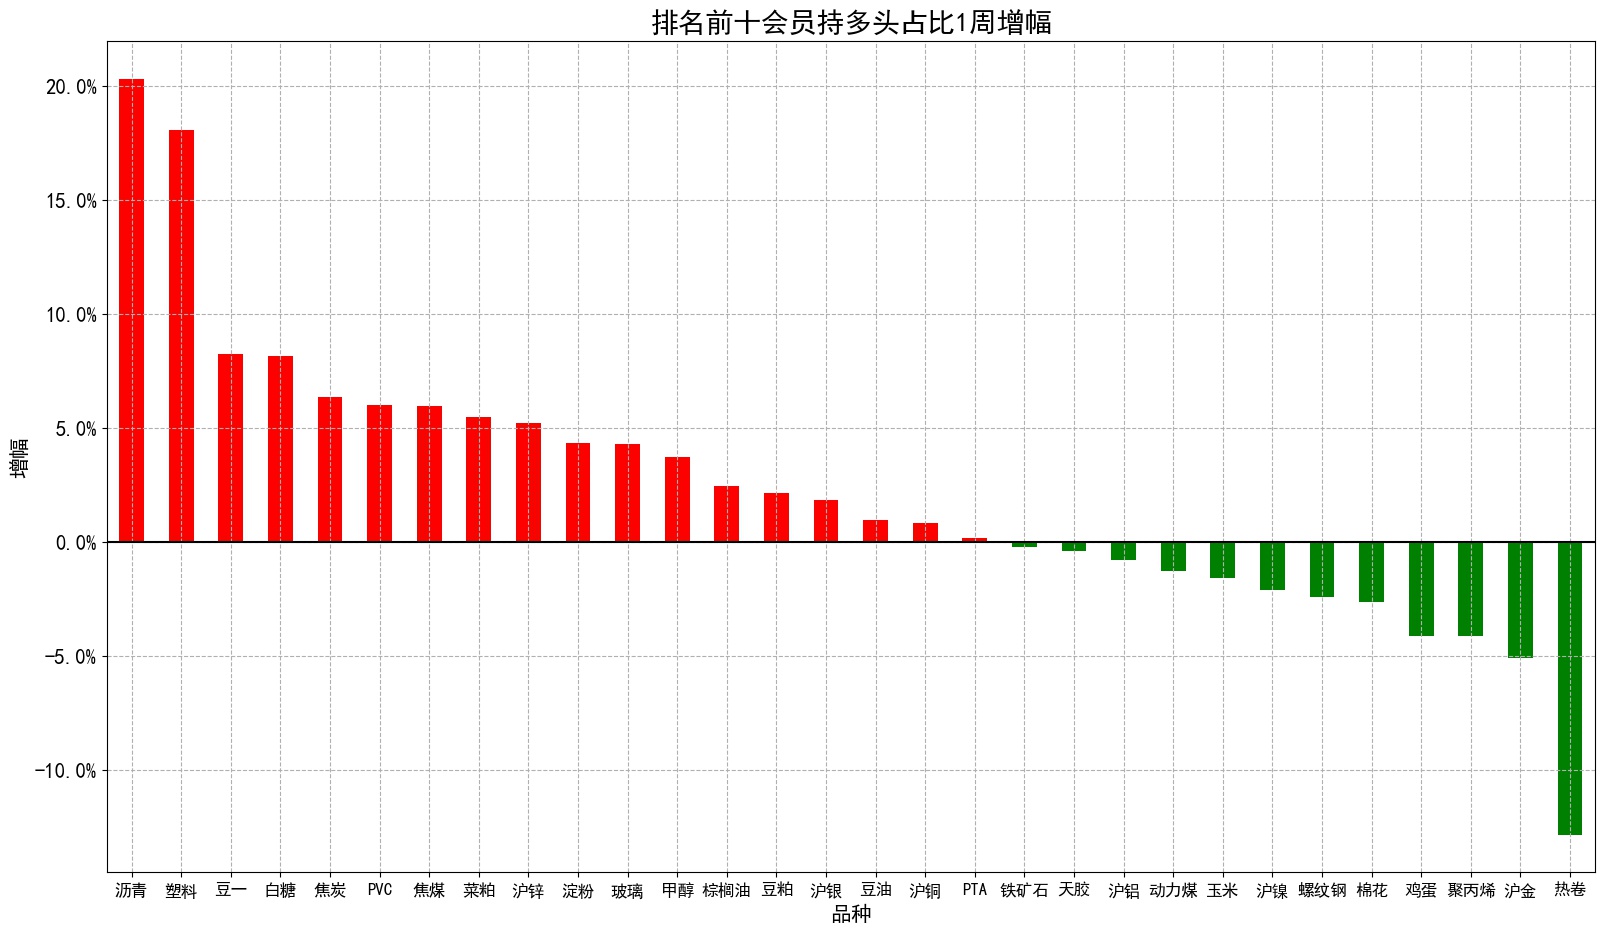 排名前十会员持多头占比1周增幅
20.0%
15.0%
10.0%
5.0%
0.0%
-5.0%
-10.0%
增幅
沥青 塑料 豆一 白糖 焦炭 PVC 焦煤 菜粕 沪锌 淀粉 玻璃 甲醇 棕榈油 豆粕 沪银 豆油 沪铜 PTA 铁矿石 天胶 沪铝 动力煤 玉米 沪镍 螺纹钢 棉花 鸡蛋 聚丙烯 沪金 热卷
品种